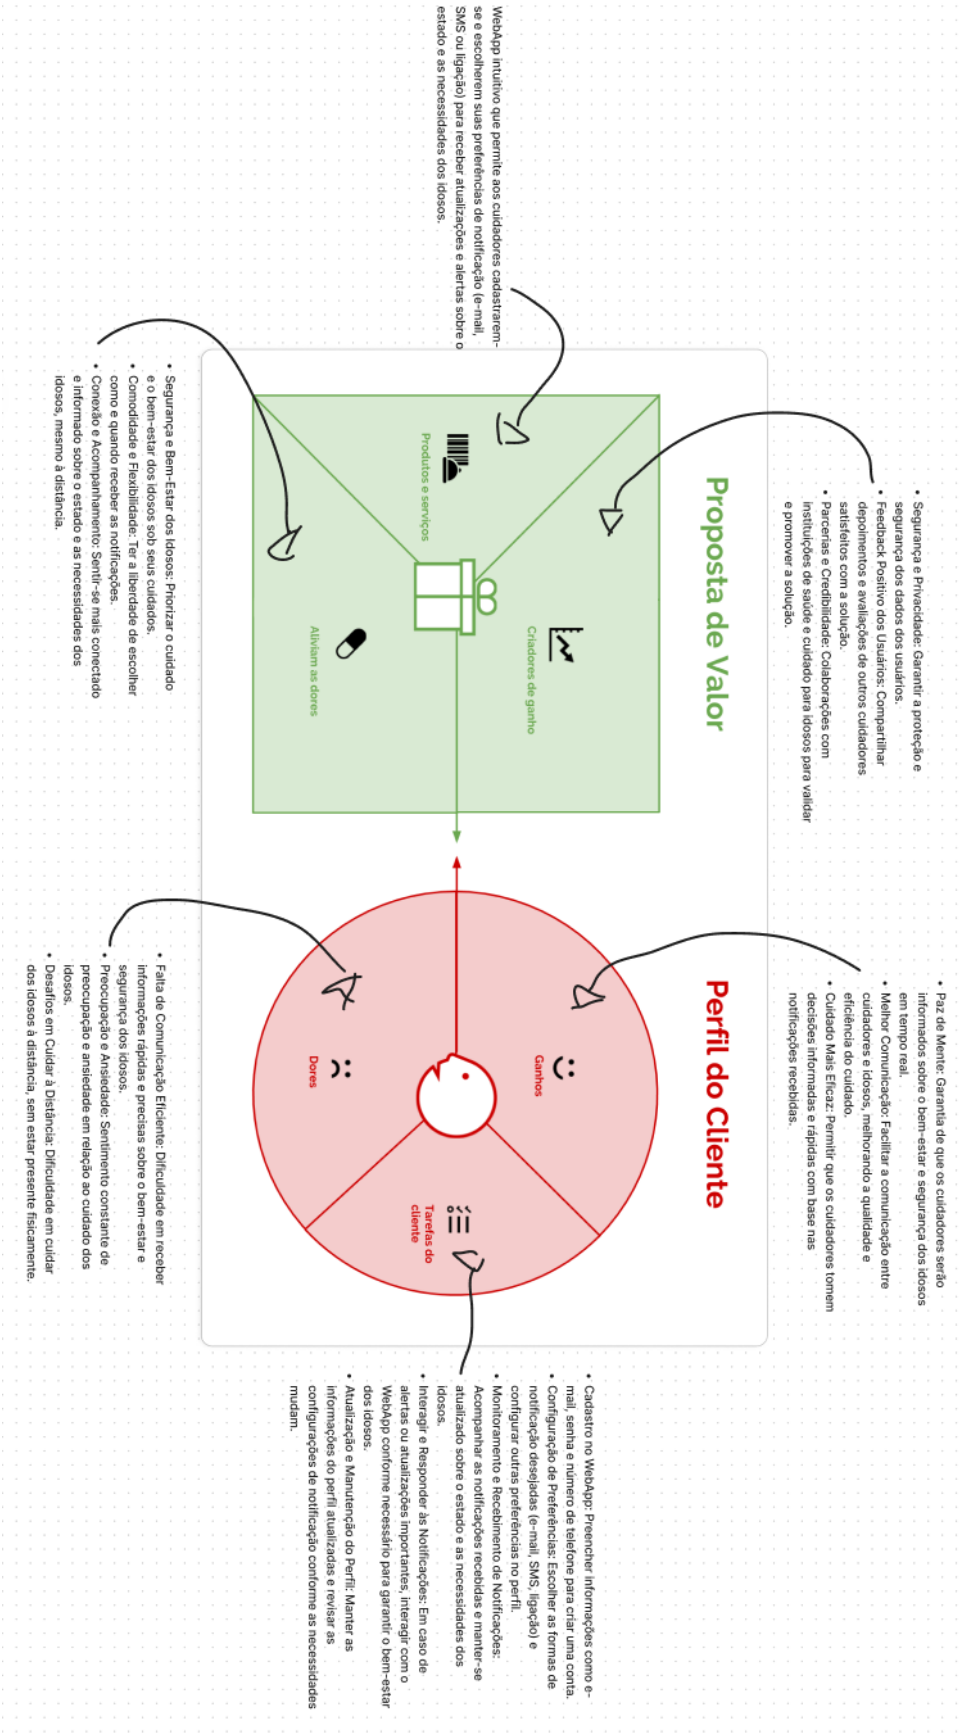 WebApp intuitivo que permite aos cuidadores cadastrarem-
se e escolherem suas preferências de notificação (e-mail,
SMS ou ligação) para receber atualizações e alertas sobre o
estado e as necessidades dos idosos.
• Segurança e Privacidade: Garantir a proteção e
segurança dos dados dos usuários.
• Feedback Positivo dos Usuários: Compartilhar
depoimentos e avaliações de outros cuidadores
satisfeitos com a solução.
• Parcerias e Credibilidade: Colaborações com
instituições de saúde e cuidado para idosos para validar
e promover a solução.
Proposta de Valor
Criadores de ganho
Produtos e serviços
Aliviam as dores
• Segurança e Bem-Estar dos Idosos: Priorizar o cuidado
e o bem-estar dos idosos sob seus cuidados.
• Comodidade e Flexibilidade: Ter a liberdade de escolher
como e quando receber as notificações.
• Conexão e Acompanhamento: Sentir-se mais conectado
e informado sobre o estado e as necessidades dos
idosos, mesmo à distância.
• Paz de Mente: Garantia de que os cuidadores serão
informados sobre o bem-estar e segurança dos idosos
em tempo real.
• Melhor Comunicação: Facilitar a comunicação entre
cuidadores e idosos, melhorando a qualidade e
eficiência do cuidado.
• Cuidado Mais Eficaz: Permitir que os cuidadores tomem
decisões informadas e rápidas com base nas
notificações recebidas.
Perfil do Cliente
Ganhos
Dores
Tarefas do
cliente
• Falta de Comunicação Eficiente: Dificuldade em receber
informações rápidas e precisas sobre o bem-estar e
segurança dos idosos.
• Preocupação e Ansiedade: Sentimento constante de
preocupação e ansiedade em relação ao cuidado dos
idosos.
• Desafios em Cuidar à Distância: Dificuldade em cuidar
dos idosos à distância, sem estar presente fisicamente.
• Cadastro no WebApp: Preencher informações como e-
mail, senha e número de telefone para criar uma conta.
• Configuração de Preferências: Escolher as formas de
notificação desejadas (e-mail, SMS, ligação) e
configurar outras preferências no perfil.
• Monitoramento e Recebimento de Notificações:
Acompanhar as notificações recebidas e manter-se
atualizado sobre o estado e as necessidades dos
idosos.
• Interagir e Responder às Notificações: Em caso de
alertas ou atualizações importantes, interagir com o
WebApp conforme necessário para garantir o bem-estar
dos idosos.
• Atualização e Manutenção do Perfil: Manter as
informações do perfil atualizadas e revisar as
configurações de notificação conforme as necessidades
mudam.